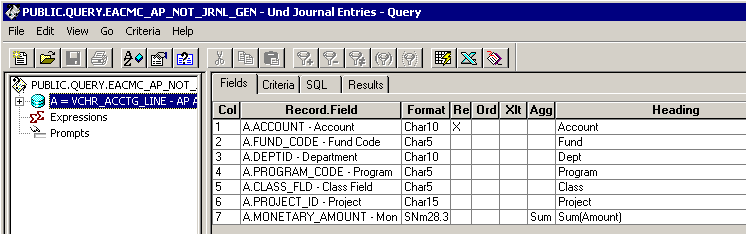 PUBLIC.QUERY.EACMC_AP_NOT_JRNL_GEN - Und Journal Entries - Query
File Edit View Go Criteria Help
PUBLIC.QUERY.EACMC_AP_NOT_
A = VCHR_ACCTG_LINE - AP A
Expressions
Prompts
Fields Criteria SQL Results
Col Record.Field Format Re Ord Xlt Agg Heading
1 A.ACCOUNT - Account Char10 X Account
2 A.FUND_CODE - Fund Code Char5 Fund
3 A.DEPTID - Department Char10 Dept
4 A.PROGRAM_CODE - Program Char5 Program
5 A.CLASS_FLD - Class Field Char5 Class
6 A.PROJECT_ID - Project Char15 Project
7 A.MONETARY_AMOUNT - Mon SNm28.3 Sum Sum(Amount)